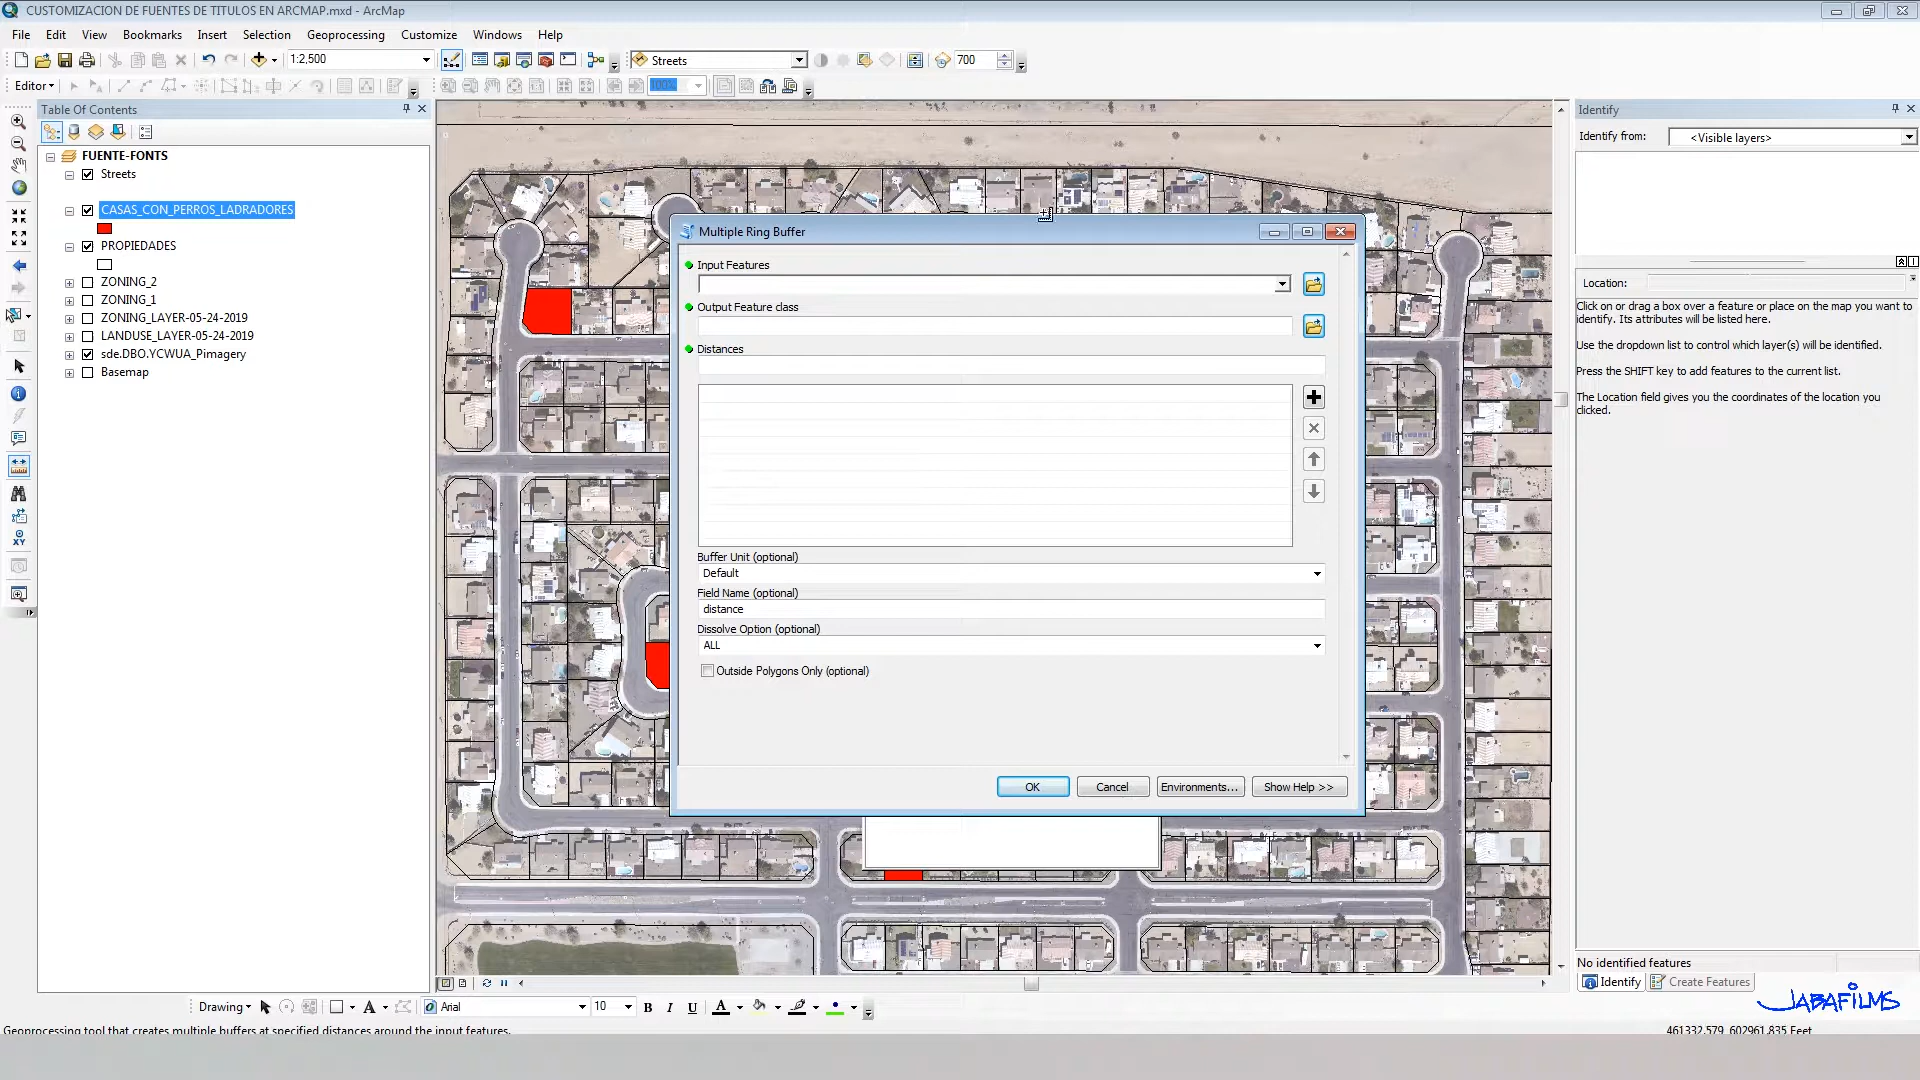 CUSTOMIZACION DE FUENTES DE TITULOS EN ARCMAP.mxd - ArcMap
File Edit View Bookmarks Insert Selection Geoprocessing Customize Windows Help
1:2,500
Streets
700
Editor
100%
Table Of Contents
FUENTE-FONTS
Streets
CASAS_CON_PERROS_LADRADORES
PROPIEDADES
ZONING_2
ZONING_1
ZONING_LAYER-05-24-2019
LANDUSE_LAYER-05-24-2019
sde.DBO.YCWUA_Pimagery
Basemap
Multiple Ring Buffer
Input Features
Output Feature class
Distances
Buffer Unit (optional)
Default
Field Name (optional)
distance
Dissolve Option (optional)
ALL
Outside Polygons Only (optional)
OK Cancel Environments... Show Help >>
Identify
Identify from: <Visible layers>
Location:
Click on or drag a box over a feature or place on the map you want to
identify. Its attributes will be listed here.
Use the dropdown list to control which layer(s) will be identified.
Press the SHIFT key to add features to the current list.
The Location field gives you the coordinates of the location you
clicked.
No identified features
Identify Create Features
JABAFILMS
Drawing A Arial 10 B I U A
Geoprocessing tool that creates multiple buffers at specified distances around the input features.
461332.579 602961.835 Feet